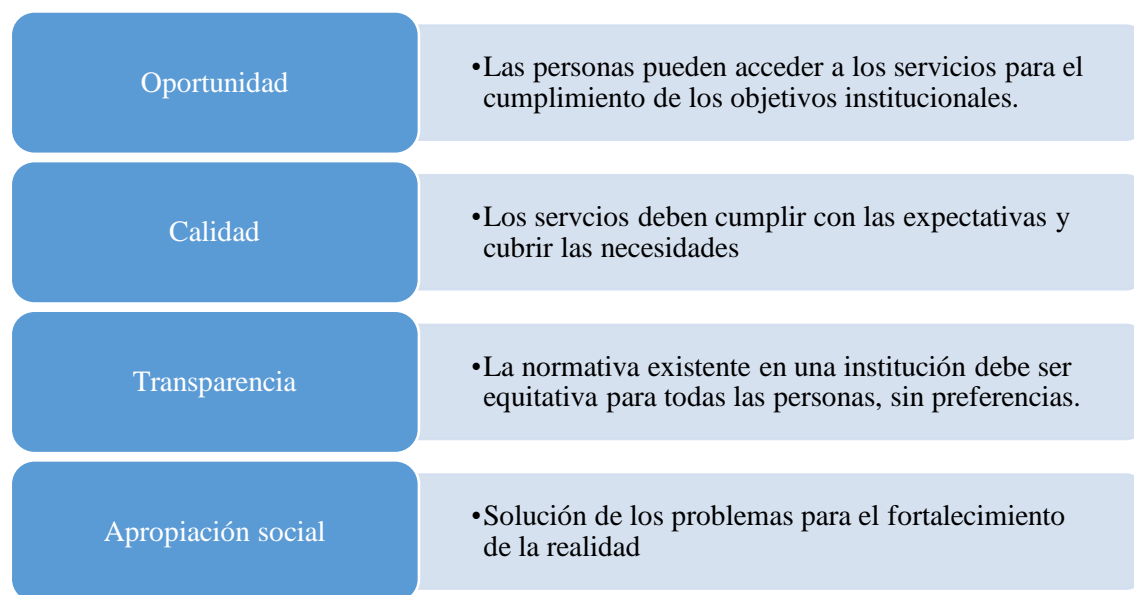 Oportunidad
•Las personas pueden acceder a los servicios para el
cumplimiento de los objetivos institucionales.
Calidad
•Los servcios deben cumplir con las expectativas y
cubrir las necesidades
Transparencia
•La normativa existente en una institución debe ser
equitativa para todas las personas, sin preferencias.
Apropiación social
•Solución de los problemas para el fortalecimiento
de la realidad